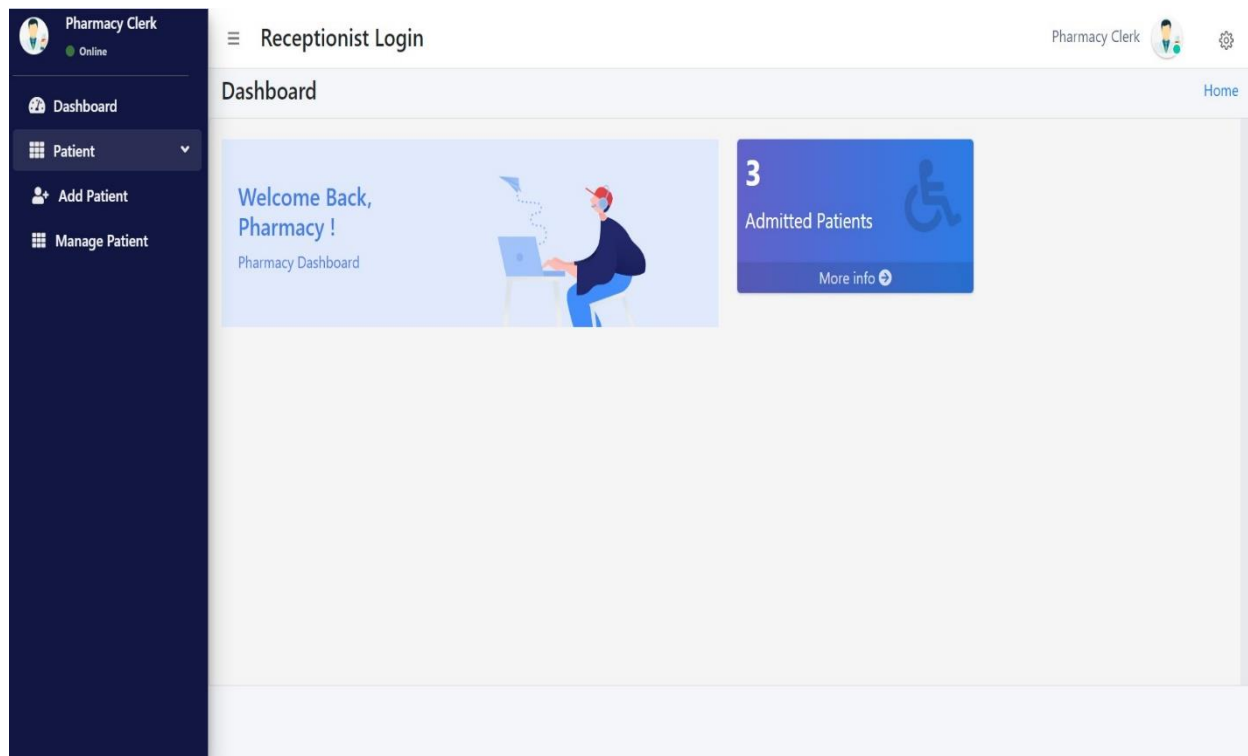 Pharmacy Clerk
Online
Dashboard
Patient
Add Patient
Manage Patient
Receptionist Login
Pharmacy Clerk
Dashboard
Home
Welcome Back,
Pharmacy !
Pharmacy Dashboard
3
Admitted Patients
More info